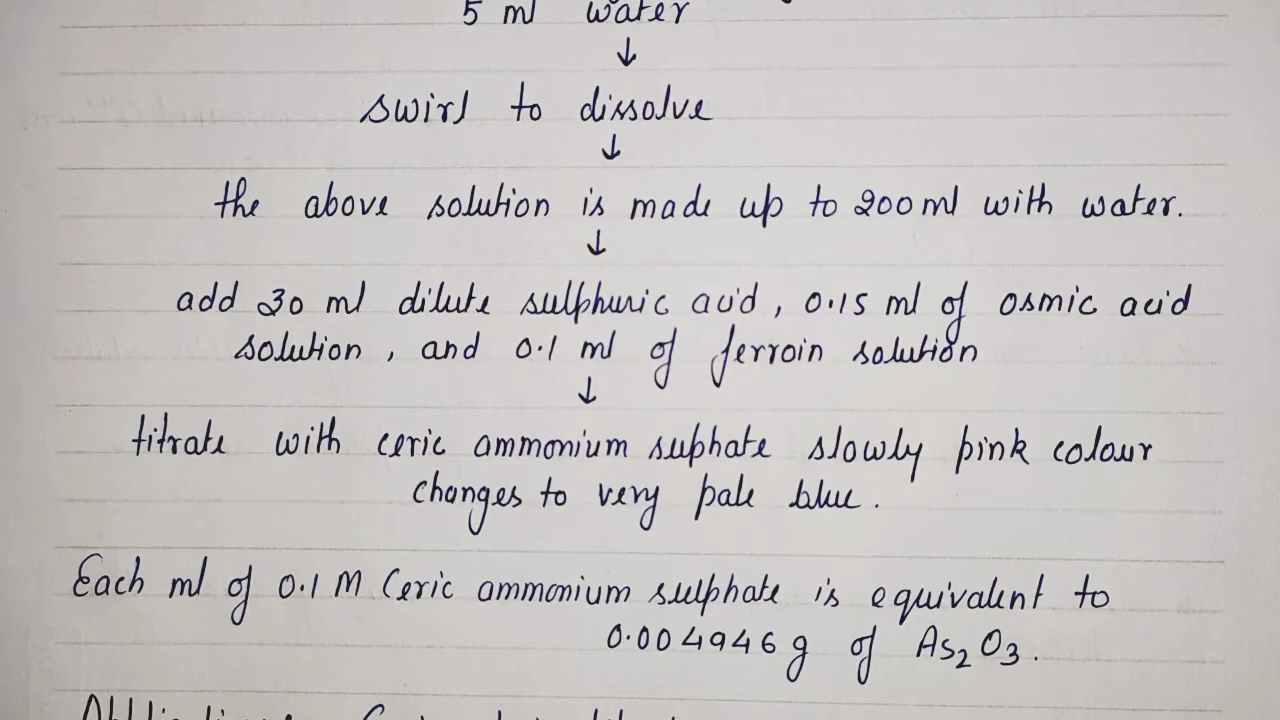 5 ml water
↓
swirl to dissolve
↓
the above solution is made up to 200 ml with water.
↓
add 30 ml dilute sulphuric acid, 0.15 ml of osmic acid
solution, and 0.1 ml of ferroin solution
↓
titrate with ceric ammonium suphate slowly pink colour
changes to very pale blue.
Each ml of 0.1 M Ceric ammonium sulphate is equivalent to
0.004946 g of As₂O₃.